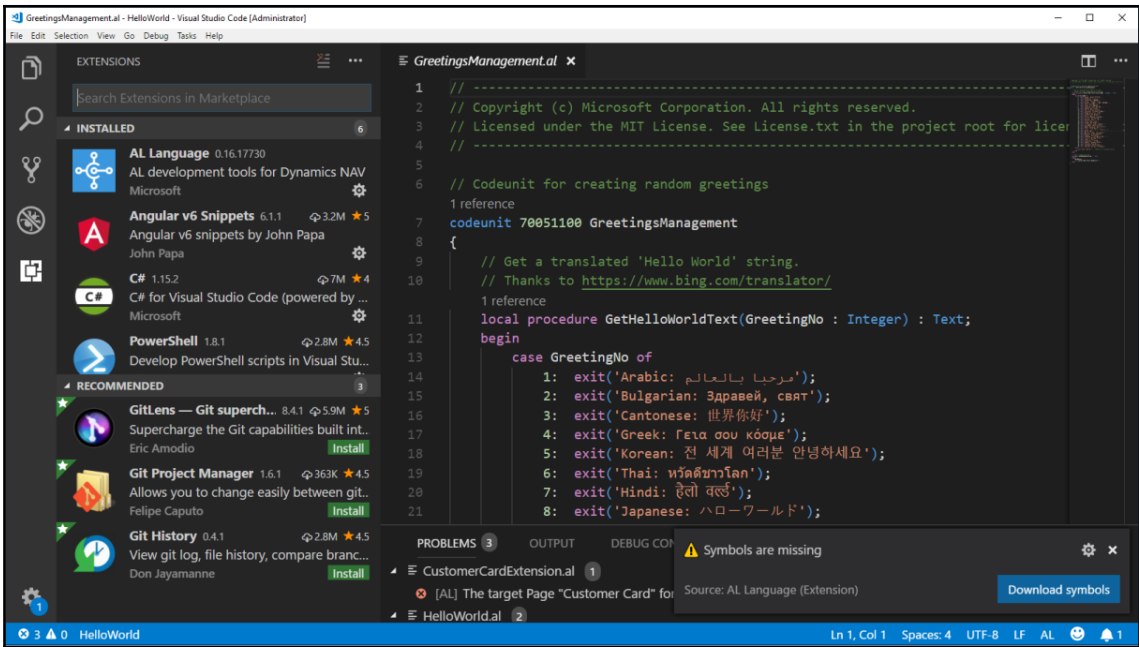 GreetingsManagement.al - HelloWorld - Visual Studio Code [Administrator]
File Edit Selection View Go Debug Tasks Help
EXTENSIONS
Search Extensions in Marketplace
INSTALLED 6
AL Language 0.16.17730
AL development tools for Dynamics NAV
Microsoft
Angular v6 Snippets 6.1.1 3.2M ★5
Angular v6 snippets by John Papa
John Papa
C# 1.15.2 7M ★4
C#
C# for Visual Studio Code (powered by ...
Microsoft
PowerShell 1.8.1 2.8M ★4.5
Develop PowerShell scripts in Visual Stu...
RECOMMENDED 3
GitLens — Git superch... 8.4.1 5.9M ★5
Supercharge the Git capabilities built int..
Eric Amodio Install
Git Project Manager 1.6.1 363K ★4.5
Allows you to change easily between git..
Felipe Caputo Install
Git History 0.4.1 2.8M ★4.5
View git log, file history, compare branc...
Don Jayamanne Install
1
GreetingsManagement.al ×
1 // ---------------------------------------------------------------------------
2 // Copyright (c) Microsoft Corporation. All rights reserved.
3 // Licensed under the MIT License. See License.txt in the project root for licen
4 // ---------------------------------------------------------------------------
5
6 // Codeunit for creating random greetings
1 reference
7 codeunit 70051100 GreetingsManagement
8 {
9 // Get a translated 'Hello World' string.
10 // Thanks to https://www.bing.com/translator/
1 reference
11 local procedure GetHelloWorldText(GreetingNo : Integer) : Text;
12 begin
13 case GreetingNo of
14 1: exit('Arabic: مرحبا بالعالم');
15 2: exit('Bulgarian: Здравей, свят');
16 3: exit('Cantonese: 世界你好');
17 4: exit('Greek: Γεια σου κόσμε');
18 5: exit('Korean: 전 세계 여러분 안녕하세요');
19 6: exit('Thai: หวัดดีชาวโลก');
20 7: exit('Hindi: हेलो वर्ल्ड');
21 8: exit('Japanese: ハローワールド');
PROBLEMS 3 OUTPUT DEBUG CON
CustomerCardExtension.al 1
[AL] The target Page "Customer Card" for
HelloWorld.al 2
Symbols are missing
Source: AL Language (Extension) Download symbols
3 0 HelloWorld Ln 1, Col 1 Spaces: 4 UTF-8 LF AL 1